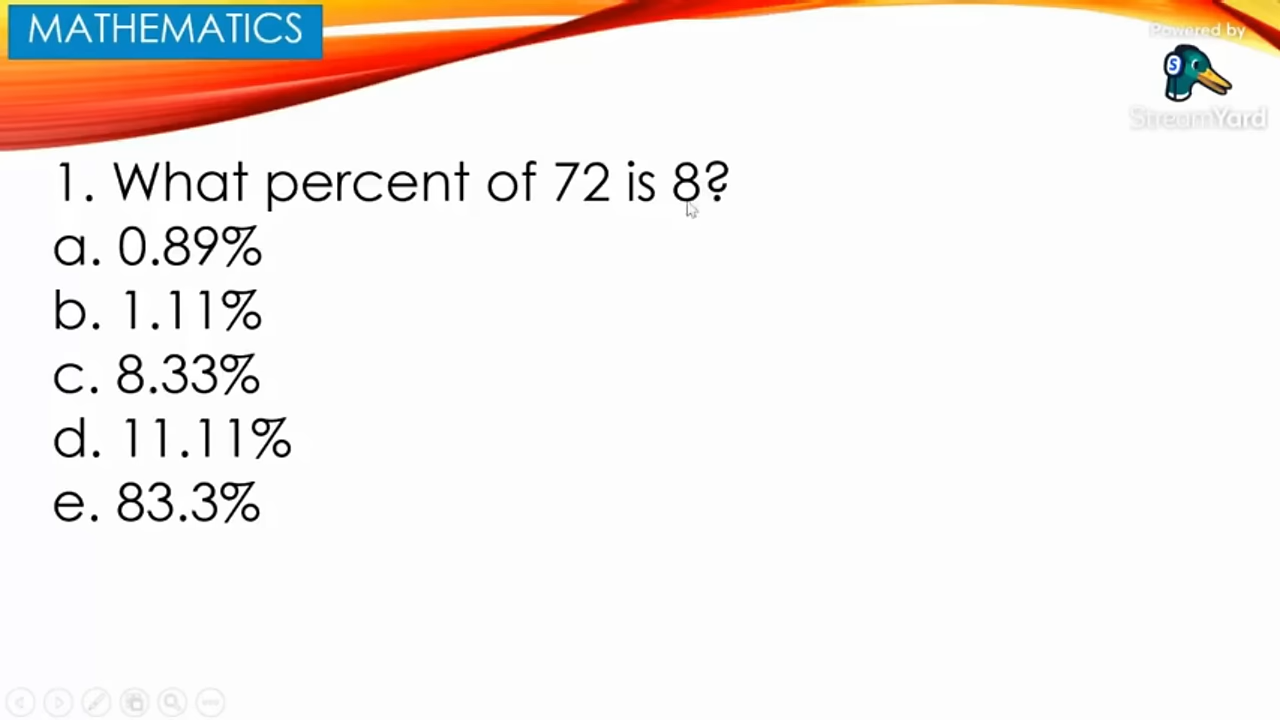 MATHEMATICS
Powered by
S
StreamYard
1. What percent of 72 is 8?
a. 0.89%
b. 1.11%
c. 8.33%
d. 11.11%
e. 83.3%